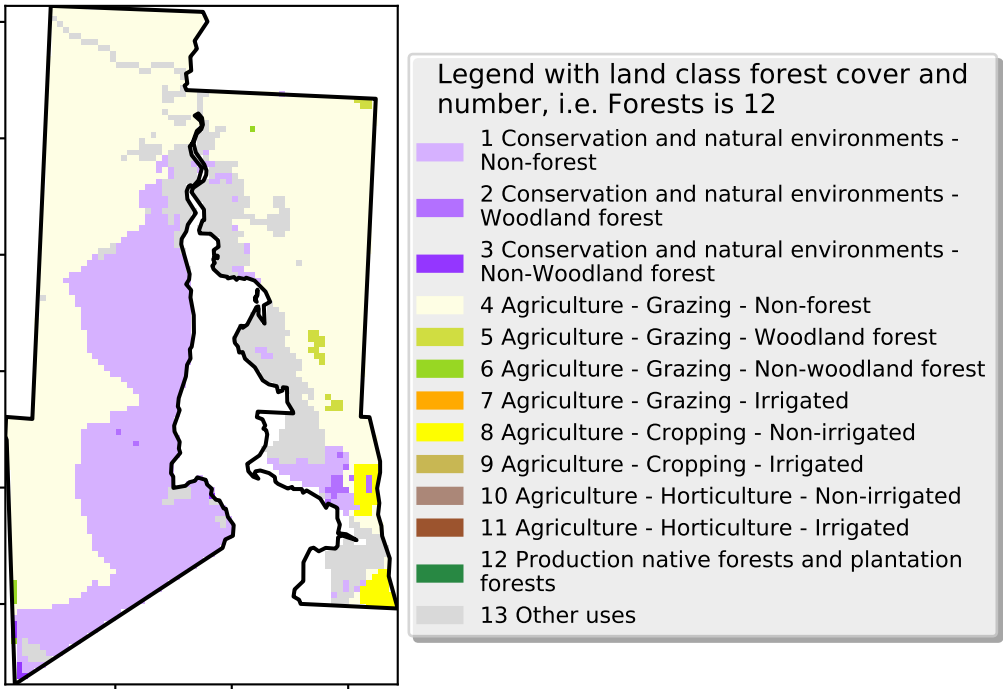 Legend with land class forest cover and
number, i.e. Forests is 12
1 Conservation and natural environments -
Non-forest
2 Conservation and natural environments -
Woodland forest
3 Conservation and natural environments -
Non-Woodland forest
4 Agriculture - Grazing - Non-forest
5 Agriculture - Grazing - Woodland forest
6 Agriculture - Grazing - Non-woodland forest
7 Agriculture - Grazing - Irrigated
8 Agriculture - Cropping - Non-irrigated
9 Agriculture - Cropping - Irrigated
10 Agriculture - Horticulture - Non-irrigated
11 Agriculture - Horticulture - Irrigated
12 Production native forests and plantation
forests
13 Other uses